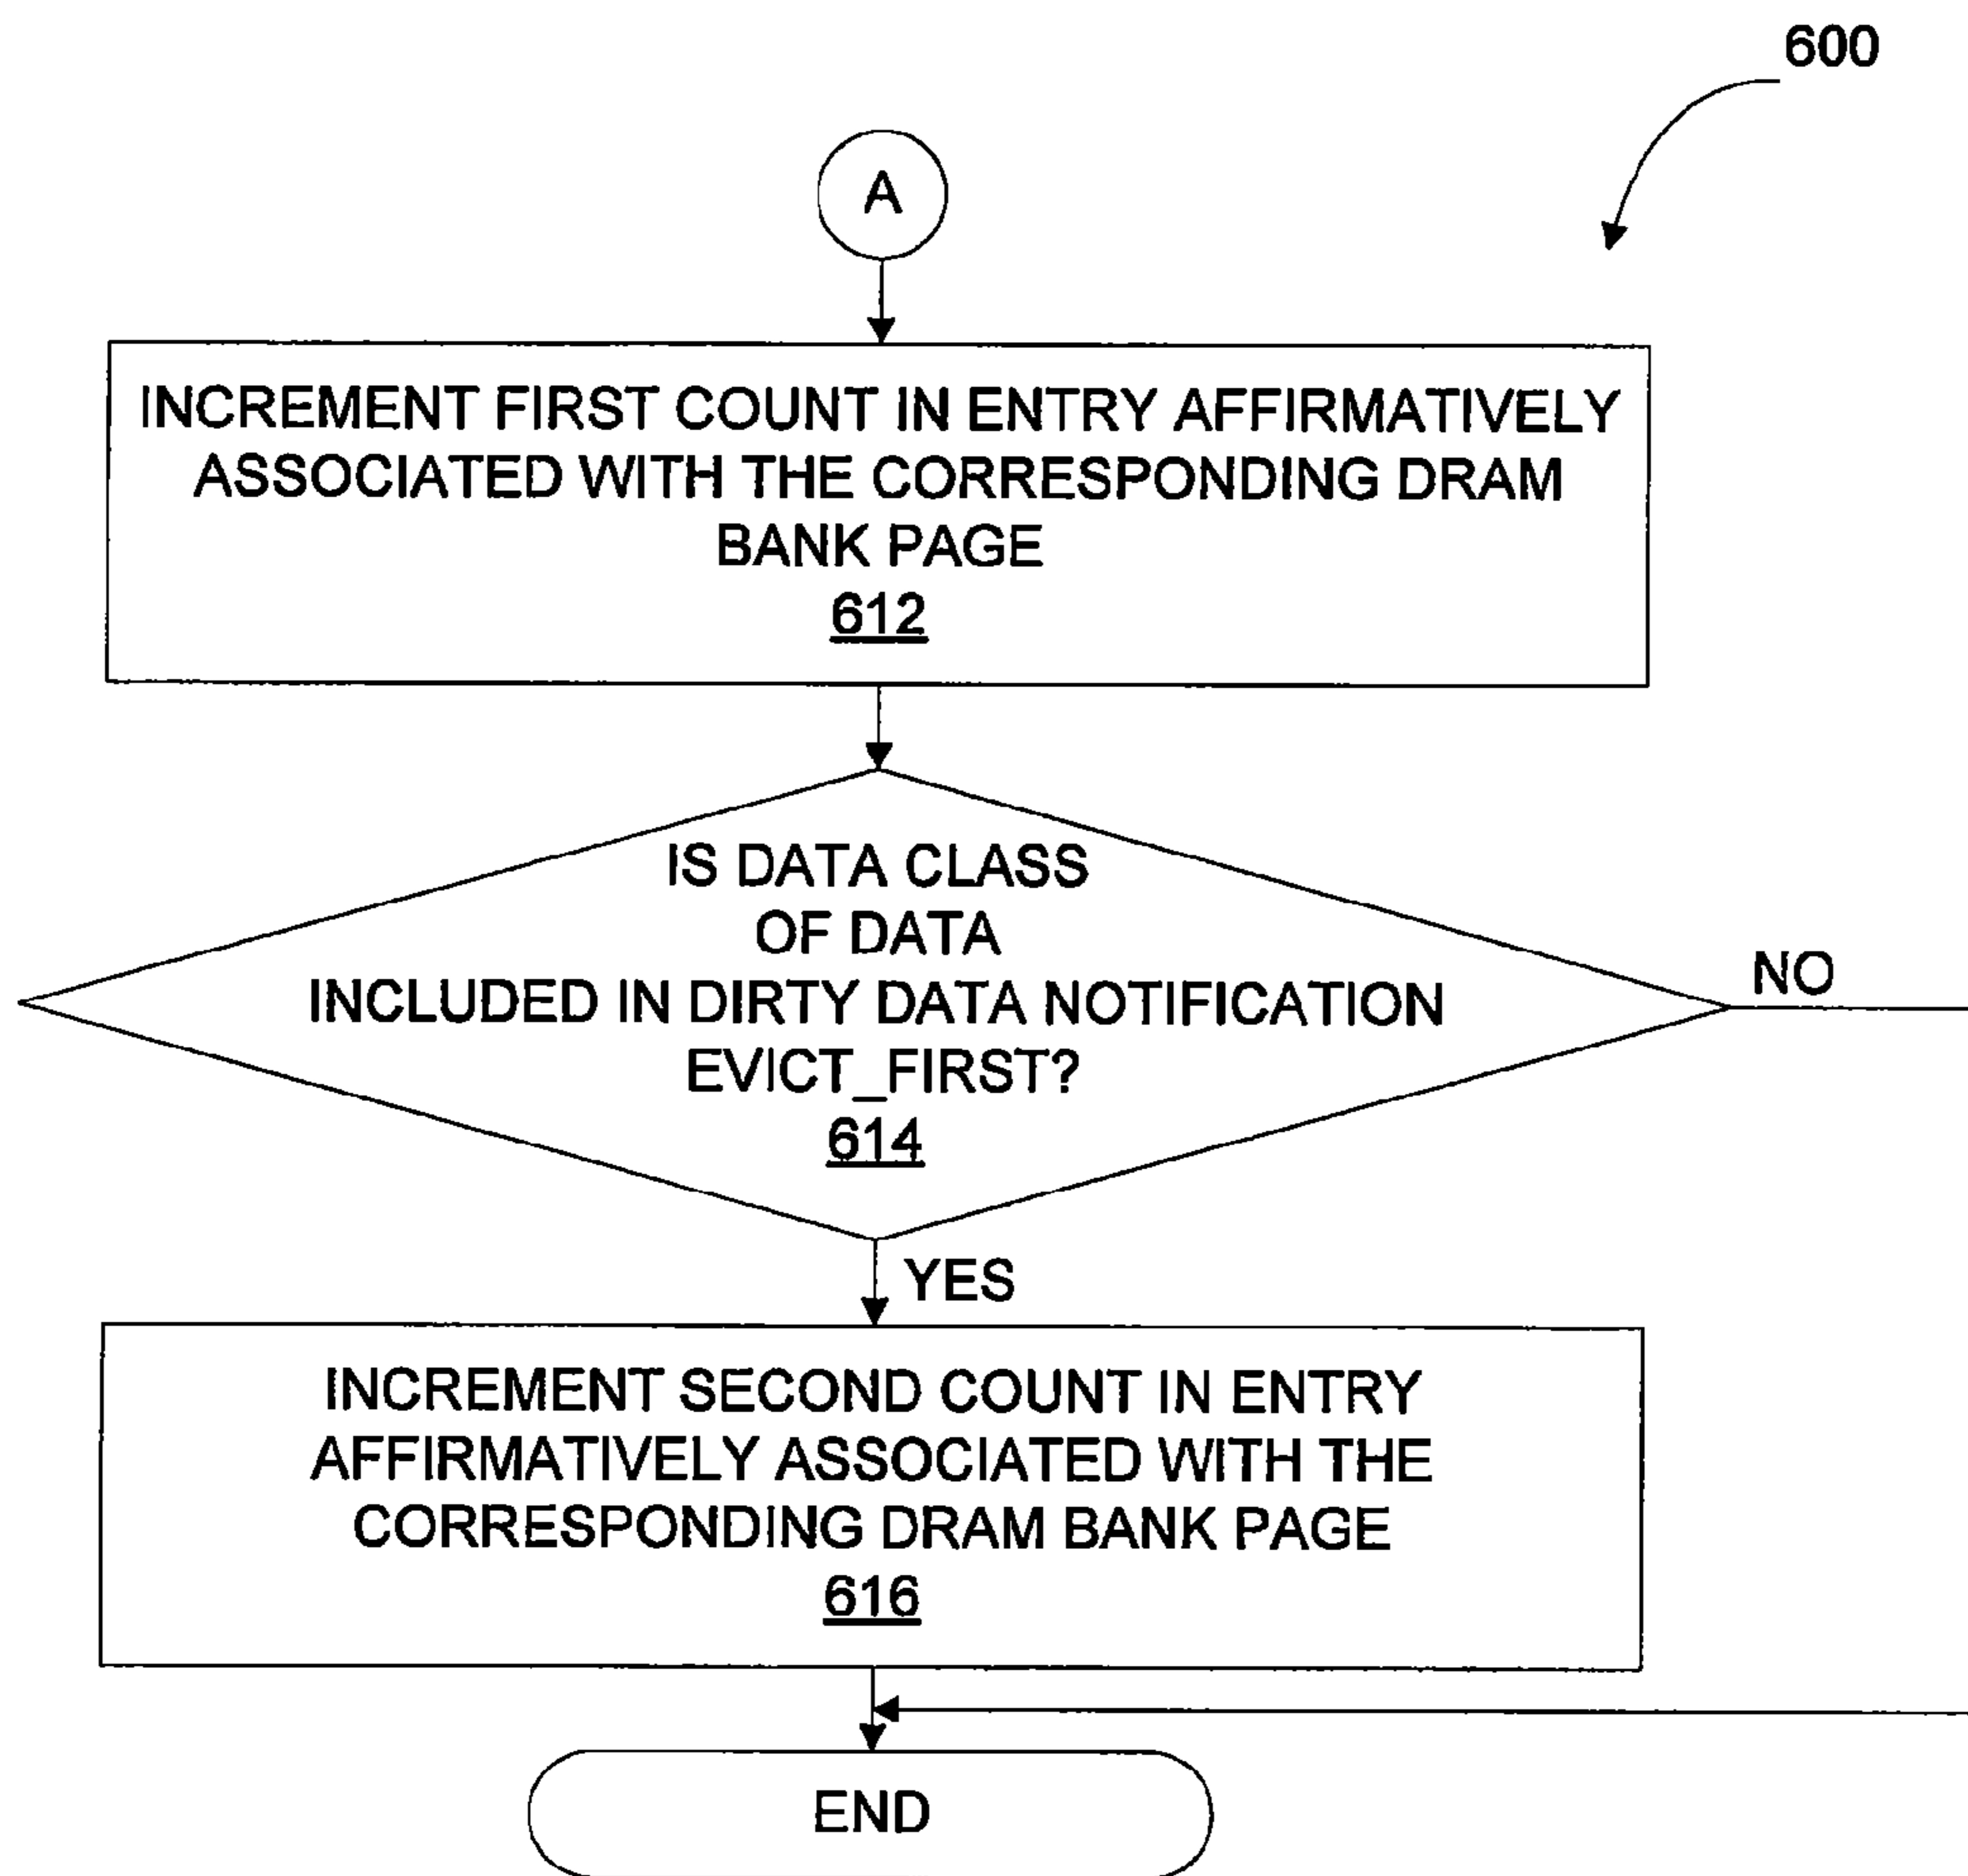 600
A
INCREMENT FIRST COUNT IN ENTRY AFFIRMATIVELY
ASSOCIATED WITH THE CORRESPONDING DRAM
BANK PAGE
612
IS DATA CLASS
OF DATA
INCLUDED IN DIRTY DATA NOTIFICATION
EVICT_FIRST?
614
NO
YES
INCREMENT SECOND COUNT IN ENTRY
AFFIRMATIVELY ASSOCIATED WITH THE
CORRESPONDING DRAM BANK PAGE
616
END